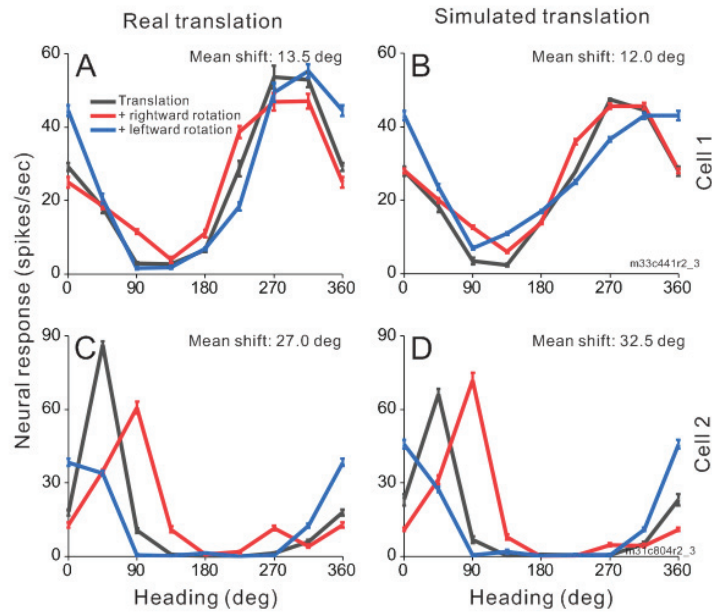 Real translation
Simulated translation
A
Mean shift: 13.5 deg
Translation
+ rightward rotation
+ leftward rotation
60
40
20
0
0 90 180 270 360
B
Mean shift: 12.0 deg
60
40
20
0
0 90 180 270 360
m33c441r2_3
Cell 1
Neural response (spikes/sec)
C
Mean shift: 27.0 deg
90
60
30
0
0 90 180 270 360
Heading (deg)
D
Mean shift: 32.5 deg
90
60
30
0
0 90 180 270 360
m31c804r2_3
Heading (deg)
Cell 2